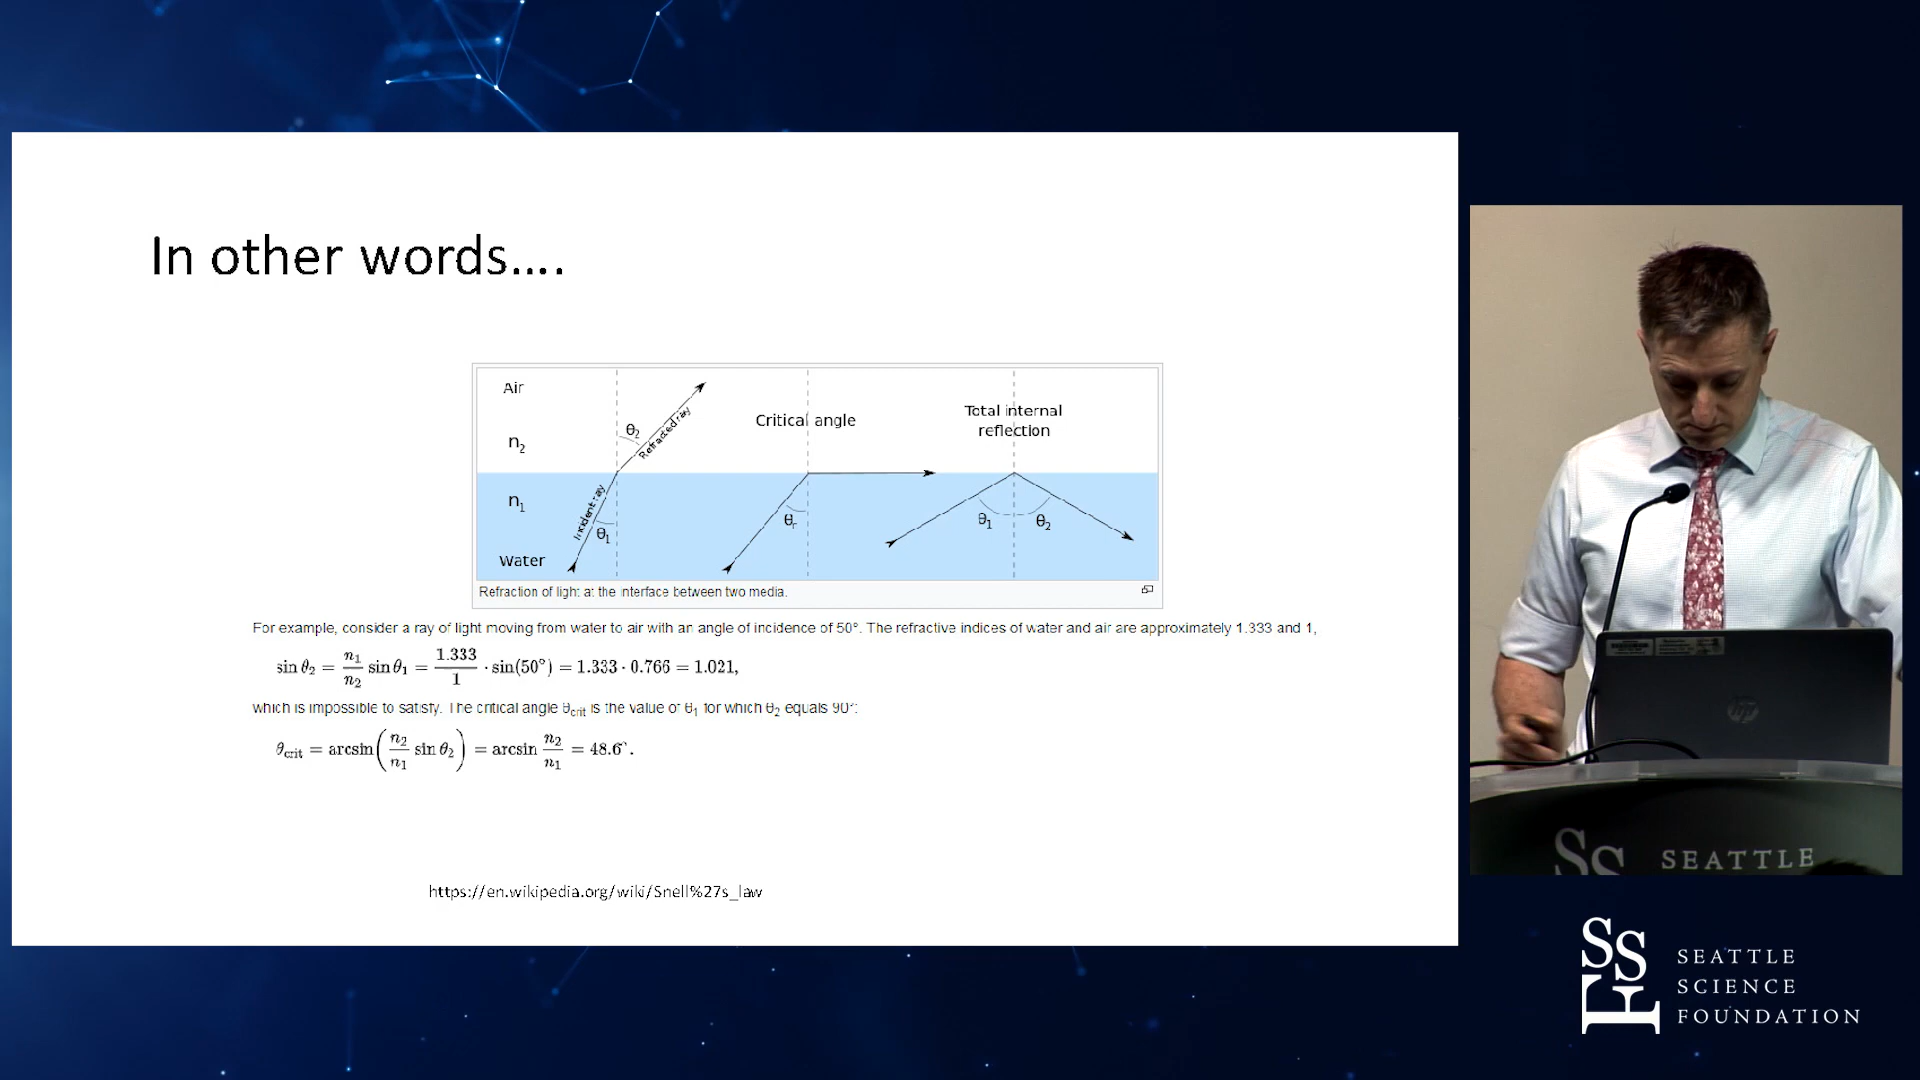 In other words....
Air
n2
n1
Water
Incident ray
θ1
θ2
Refracted ray
Critical angle
θr
Total internal
reflection
θ1
θ2
Refraction of light at the interface between two media.
For example, consider a ray of light moving from water to air with an angle of incidence of 50°. The refractive indices of water and air are approximately 1.333 and 1,
sin θ2 = n1/n2 sin θ1 = 1.333/1 · sin(50°) = 1.333 · 0.766 = 1.021,
which is impossible to satisfy. The critical angle θcrit is the value of θ1 for which θ2 equals 90°:
θcrit = arcsin(n2/n1 sin θ2) = arcsin n2/n1 = 48.6°.
https://en.wikipedia.org/wiki/Snell%27s_law
hp
SS
SEATTLE
SSF
SEATTLE
SCIENCE
FOUNDATION